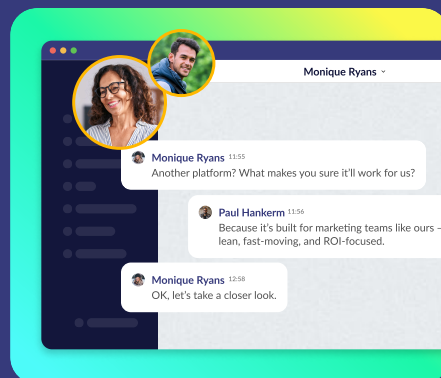 Monique Ryans
Monique Ryans 11:55
Another platform? What makes you sure it'll work for us?
Paul Hankerm 11:56
Because it's built for marketing teams like ours –
lean, fast-moving, and ROI-focused.
Monique Ryans 12:58
OK, let's take a closer look.